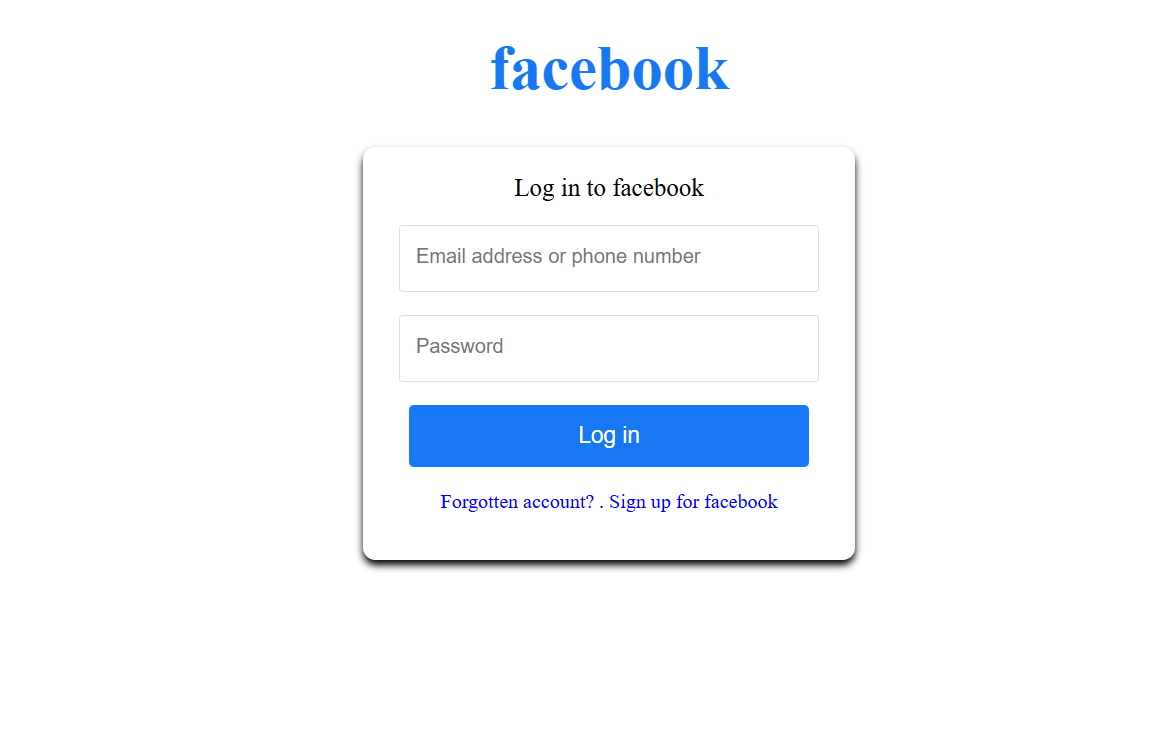 facebook
Log in to facebook
Email address or phone number
Password
Log in
Forgotten account? . Sign up for facebook